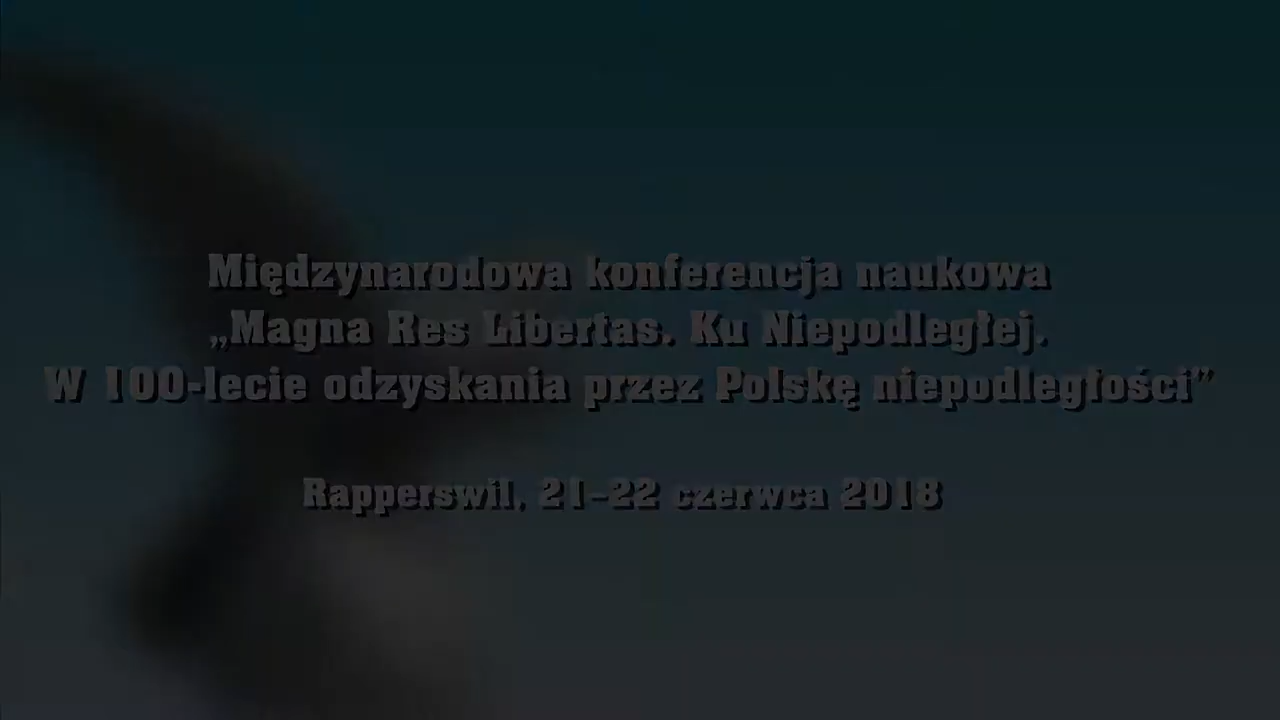 Międzynarodowa konferencja naukowa
„Magna Res Libertas. Ku Niepodległej.
W 100-lecie odzyskania przez Polskę niepodległości”
Rapperswil, 21–22 czerwca 2018